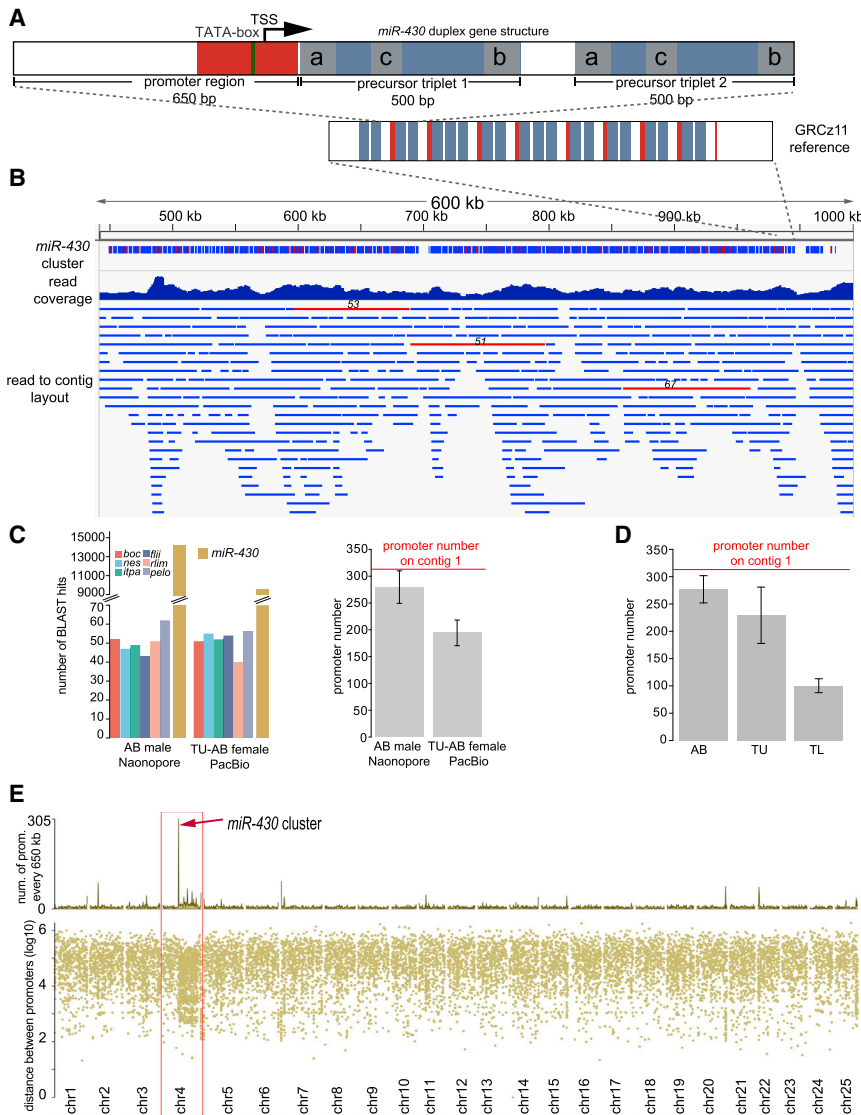 A
TATA-box
TSS
miR-430 duplex gene structure
a
c
b
a
c
b
promoter region
650 bp
precursor triplet 1
500 bp
precursor triplet 2
500 bp
GRCz11
reference
B
600 kb
500 kb
600 kb
700 kb
800 kb
900 kb
1000 kb
miR-430
cluster
read
coverage
53
51
67
read to contig
layout
C
number of BLAST hits
15000
13000
11000
9000
70
60
50
40
30
20
10
0
boc
flii
nes
rlim
itpa
pelo
miR-430
AB male
Naonopore
TU-AB female
PacBio
promoter number
350
300
250
200
150
100
50
0
promoter number
on contig 1
AB male
Naonopore
TU-AB female
PacBio
D
promoter number
350
300
250
200
150
100
50
0
promoter number
on contig 1
AB
TU
TL
E
num. of prom.
every 650 kb
305
0
miR-430 cluster
distance between promoters (log10)
6
4
2
0
chr1
chr2
chr3
chr4
chr5
chr6
chr7
chr8
chr9
chr10
chr11
chr12
chr13
chr14
chr15
chr16
chr17
chr18
chr19
chr20
chr21
chr22
chr23
chr24
chr25